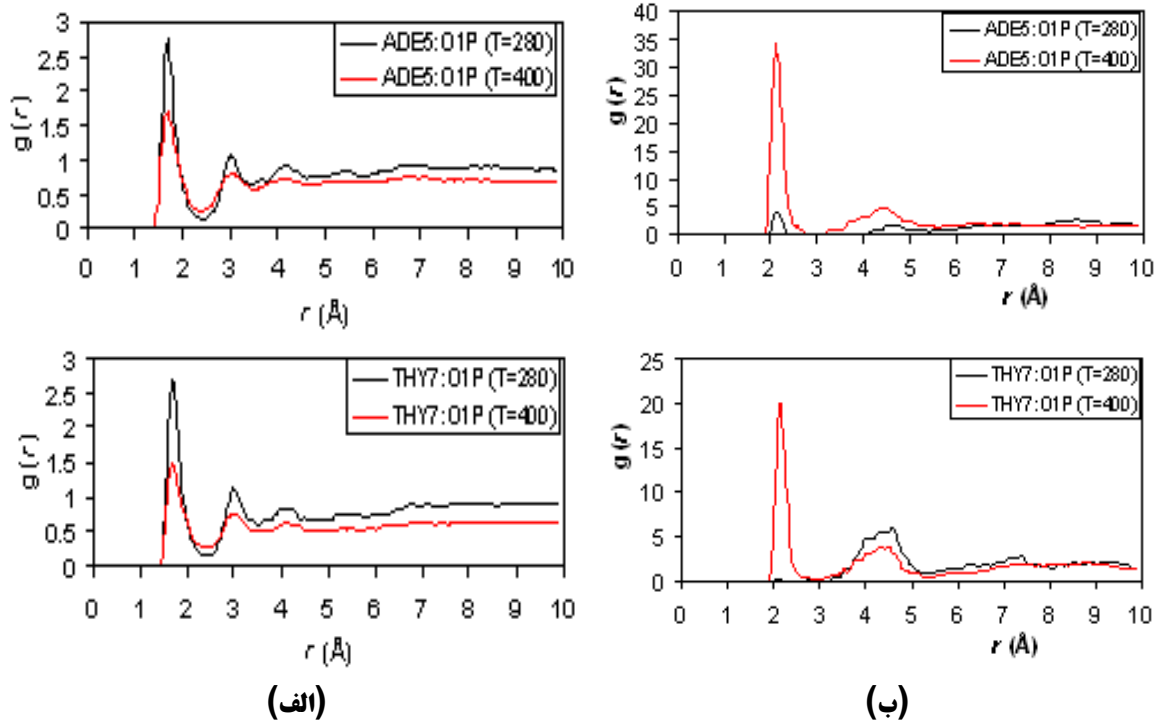 3
2.5
2
1.5
1
0.5
0
g(r)
ADE5:O1P (T=280)
ADE5:O1P (T=400)
0 1 2 3 4 5 6 7 8 9 10
r (Å)
40
35
30
25
20
15
10
5
0
g(r)
ADE5:O1P (T=280)
ADE5:O1P (T=400)
0 1 2 3 4 5 6 7 8 9 10
r (Å)
3
2.5
2
1.5
1
0.5
0
g(r)
THY7:O1P (T=280)
THY7:O1P (T=400)
0 1 2 3 4 5 6 7 8 9 10
r (Å)
25
20
15
10
5
0
g(r)
THY7:O1P (T=280)
THY7:O1P (T=400)
0 1 2 3 4 5 6 7 8 9 10
r (Å)
(الف)
(ب)